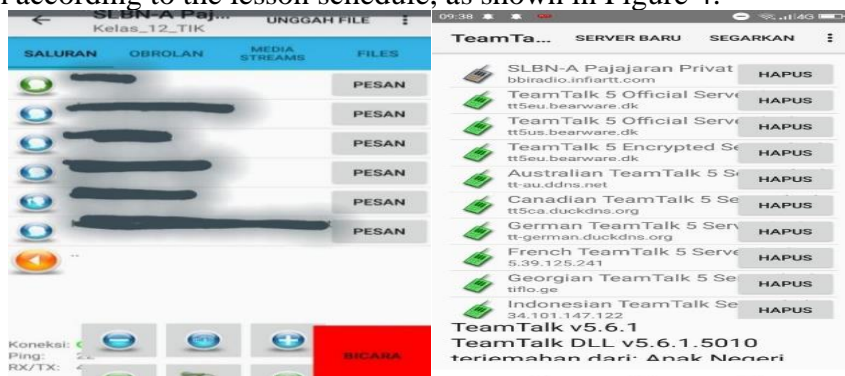 according to the lesson schedule, as shown in Figure 4.
SLBN-A Paj...
Kelas_12_TIK
UNGGAH FILE
SALURAN
OBROLAN
MEDIA STREAMS
FILES
PESAN
PESAN
PESAN
PESAN
PESAN
PESAN
..
Koneksi:
Ping:
RX/TX:
BICARA
09:38
4G
TeamTa...
SERVER BARU
SEGARKAN
SLBN-A Pajajaran Privat
bbiradio.infiartt.com
HAPUS
TeamTalk 5 Official Serve
tt5eu.bearware.dk
HAPUS
TeamTalk 5 Official Serve
tt5us.bearware.dk
HAPUS
TeamTalk 5 Encrypted Se
tt5eu.bearware.dk
HAPUS
Australian TeamTalk 5 Se
tt-au.ddns.net
HAPUS
Canadian TeamTalk 5 Se
tt5ca.duckdns.org
HAPUS
German TeamTalk 5 Serv
tt-german.duckdns.org
HAPUS
French TeamTalk 5 Serve
5.39.125.241
HAPUS
Georgian TeamTalk 5 Se
tiflo.ge
HAPUS
Indonesian TeamTalk Se
34.101.147.122
HAPUS
TeamTalk v5.6.1
TeamTalk DLL v5.6.1.5010
terjemahan dari: Anak Negeri